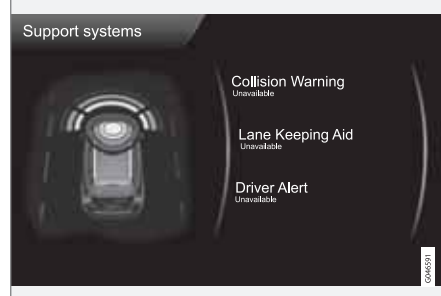 Support systems
Collision Warning
Unavailable
Lane Keeping Aid
Unavailable
Driver Alert
Unavailable
G046591